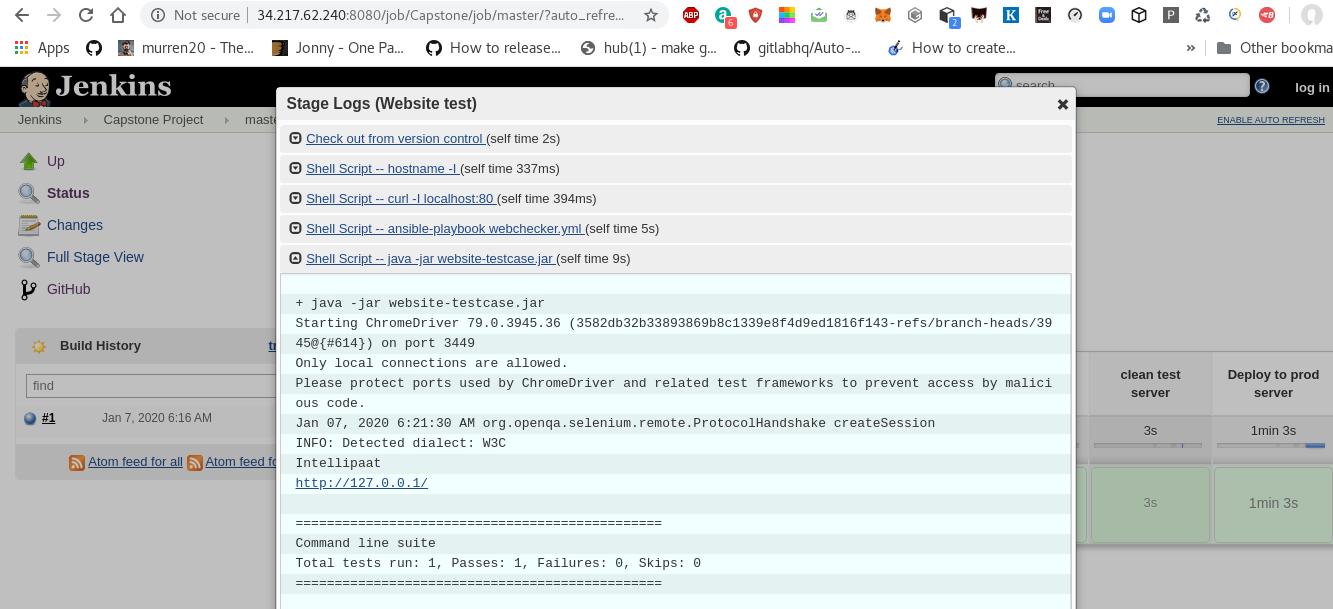 Not secure
34.217.62.240:8080/job/Capstone/job/master/?auto_refre...
ABP
6
2
K
P
Apps
murren20 - The...
Jonny - One Pa...
How to release...
hub(1) - make g...
gitlabhq/Auto-...
How to create...
»
Other bookma
Jenkins
search
log in
Jenkins
Capstone Project
maste
ENABLE AUTO REFRESH
Up
Status
Changes
Full Stage View
GitHub
Build History
tr
find
#1 Jan 7, 2020 6:16 AM
Atom feed for all Atom feed fo
Stage Logs (Website test)
Check out from version control (self time 2s)
Shell Script -- hostname -I (self time 337ms)
Shell Script -- curl -I localhost:80 (self time 394ms)
Shell Script -- ansible-playbook webchecker.yml (self time 5s)
Shell Script -- java -jar website-testcase.jar (self time 9s)
+ java -jar website-testcase.jar
Starting ChromeDriver 79.0.3945.36 (3582db32b33893869b8c1339e8f4d9ed1816f143-refs/branch-heads/39
45@{#614}) on port 3449
Only local connections are allowed.
Please protect ports used by ChromeDriver and related test frameworks to prevent access by malici
ous code.
Jan 07, 2020 6:21:30 AM org.openqa.selenium.remote.ProtocolHandshake createSession
INFO: Detected dialect: W3C
Intellipaat
http://127.0.0.1/
===============================================
Command line suite
Total tests run: 1, Passes: 1, Failures: 0, Skips: 0
===============================================
clean test
server
Deploy to prod
server
3s
1min 3s
3s
1min 3s